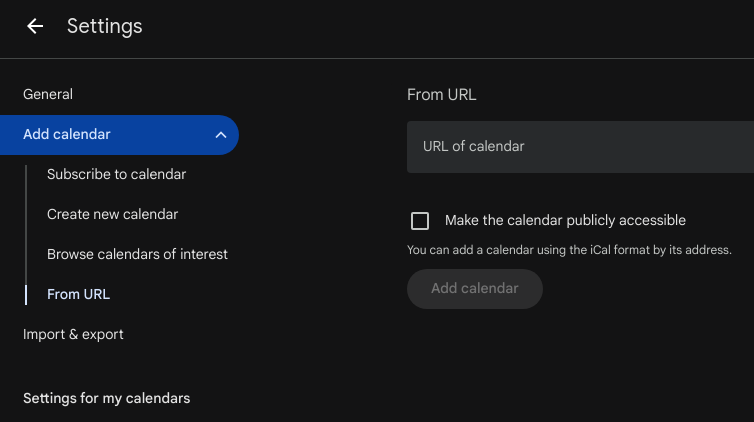 Settings
General
Add calendar
Subscribe to calendar
Create new calendar
Browse calendars of interest
From URL
Import & export
Settings for my calendars
From URL
URL of calendar
Make the calendar publicly accessible
You can add a calendar using the iCal format by its address.
Add calendar